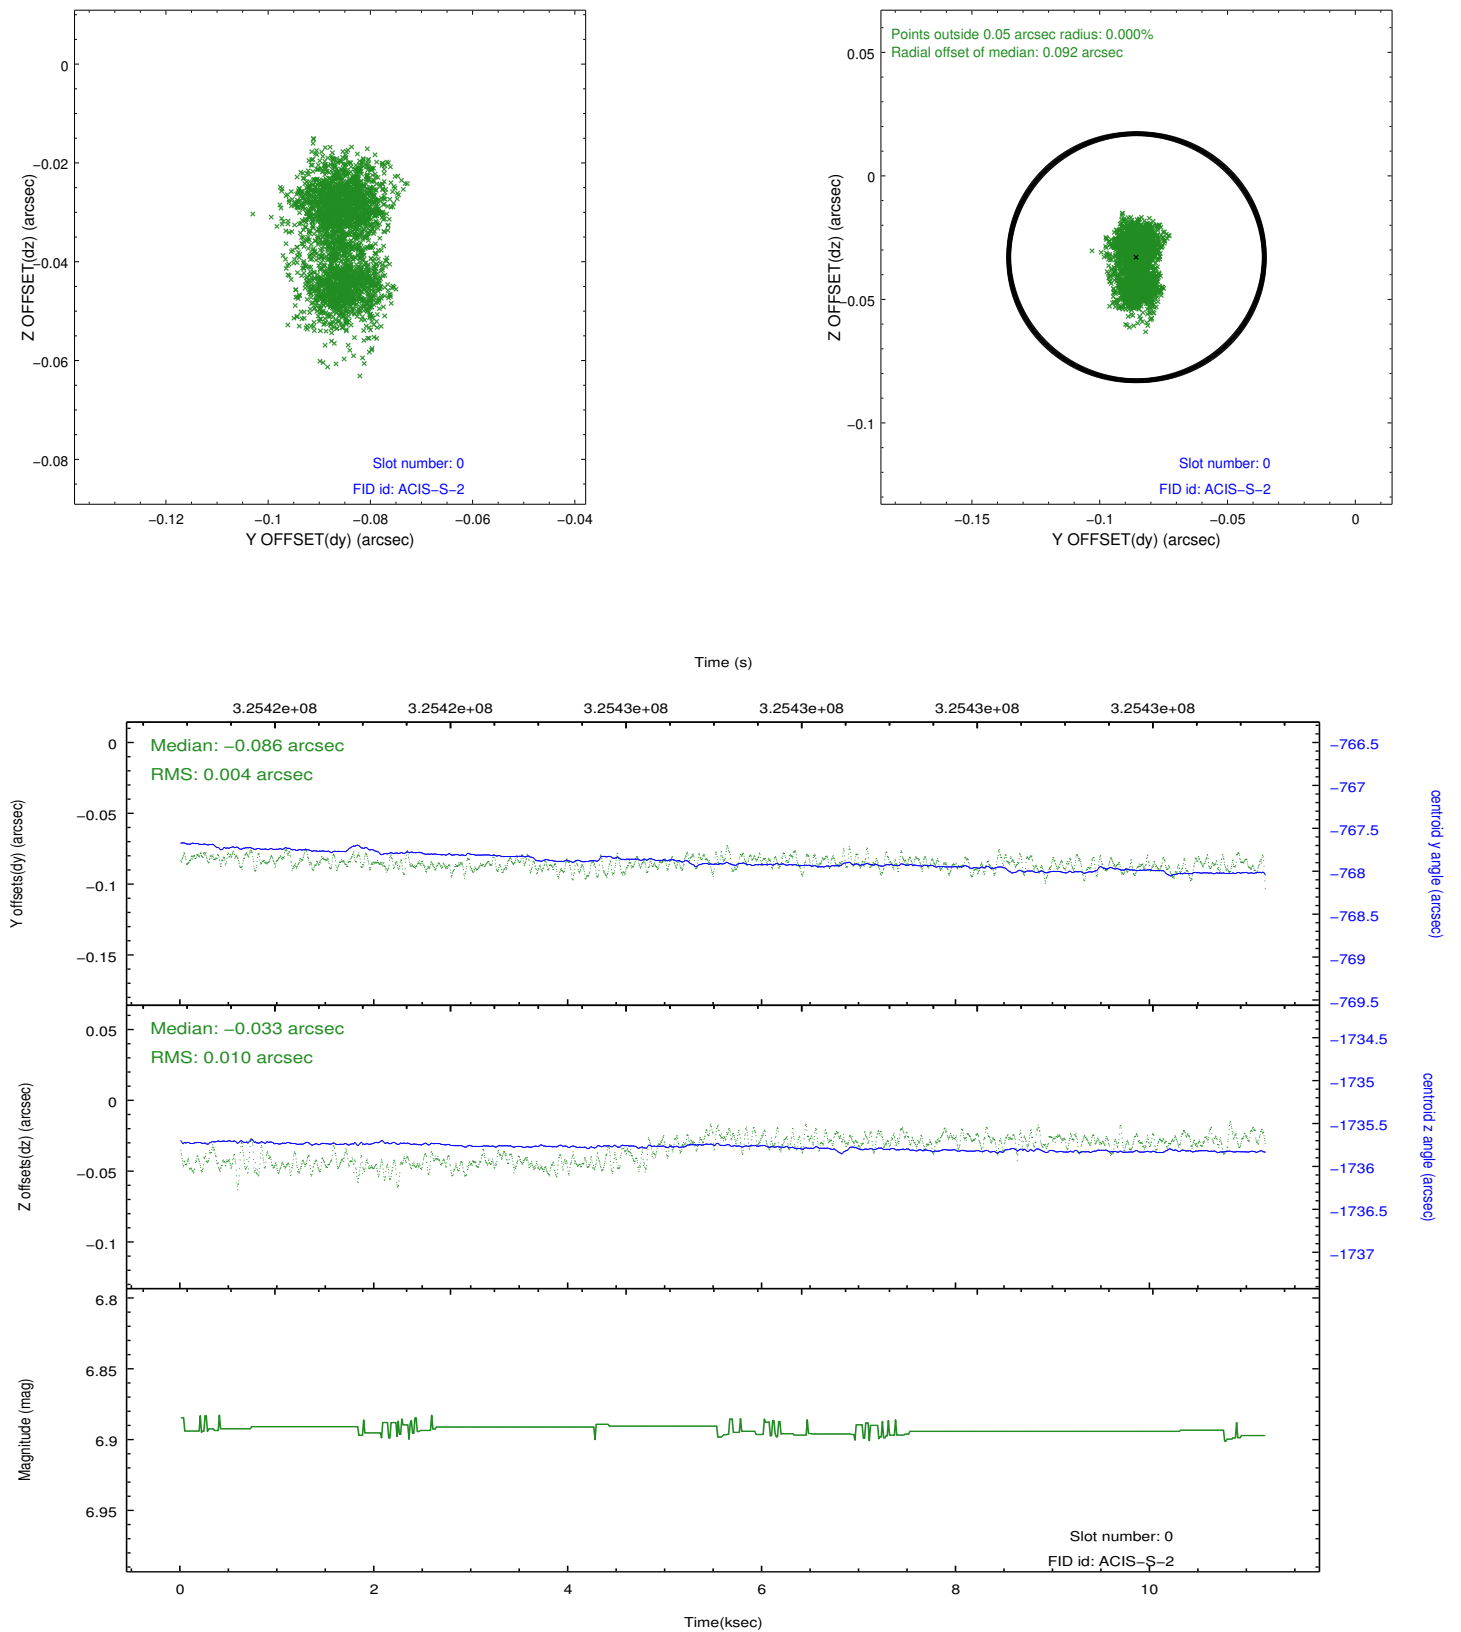 0
−0.02
−0.04
−0.06
−0.08
Z OFFSET(dz) (arcsec)
Slot number: 0
FID id: ACIS−S−2
−0.12
−0.1
−0.08
−0.06
−0.04
Y OFFSET(dy) (arcsec)
Points outside 0.05 arcsec radius: 0.000%
Radial offset of median: 0.092 arcsec
0.05
0
−0.05
−0.1
Z OFFSET(dz) (arcsec)
Slot number: 0
FID id: ACIS−S−2
−0.15
−0.1
−0.05
0
Y OFFSET(dy) (arcsec)
Time (s)
3.2542e+08
3.2542e+08
3.2543e+08
3.2543e+08
3.2543e+08
3.2543e+08
Median: −0.086 arcsec
RMS: 0.004 arcsec
0
−0.05
−0.1
−0.15
Y offsets(dy) (arcsec)
−766.5
−767
−767.5
−768
−768.5
−769
−769.5
centroid y angle (arcsec)
Median: −0.033 arcsec
RMS: 0.010 arcsec
0.05
0
−0.05
−0.1
Z offsets(dz) (arcsec)
−1734.5
−1735
−1735.5
−1736
−1736.5
−1737
centroid z angle (arcsec)
6.8
6.85
6.9
6.95
Magnitude (mag)
Slot number: 0
FID id: ACIS−S−2
0
2
4
6
8
10
Time(ksec)